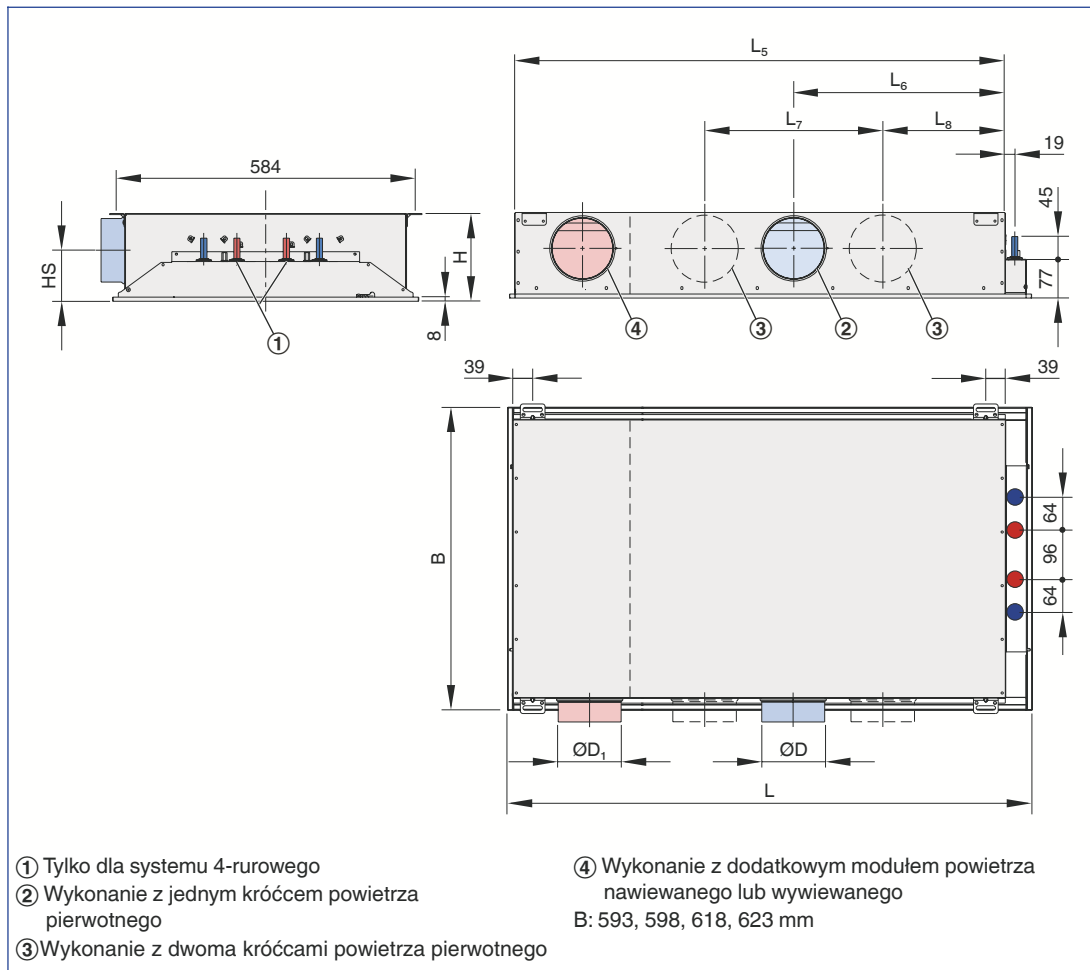 L₅
L₆
L₇
L₈
19
584
45
HS
H
77
8
①
④
③
②
③
39
39
B
64
96
64
ØD₁
ØD
L
① Tylko dla systemu 4-rurowego
② Wykonanie z jednym króćcem powietrza
pierwotnego
③Wykonanie z dwoma króćcami powietrza pierwotnego
④ Wykonanie z dodatkowym modułem powietrza
nawiewanego lub wywiewanego
B: 593, 598, 618, 623 mm